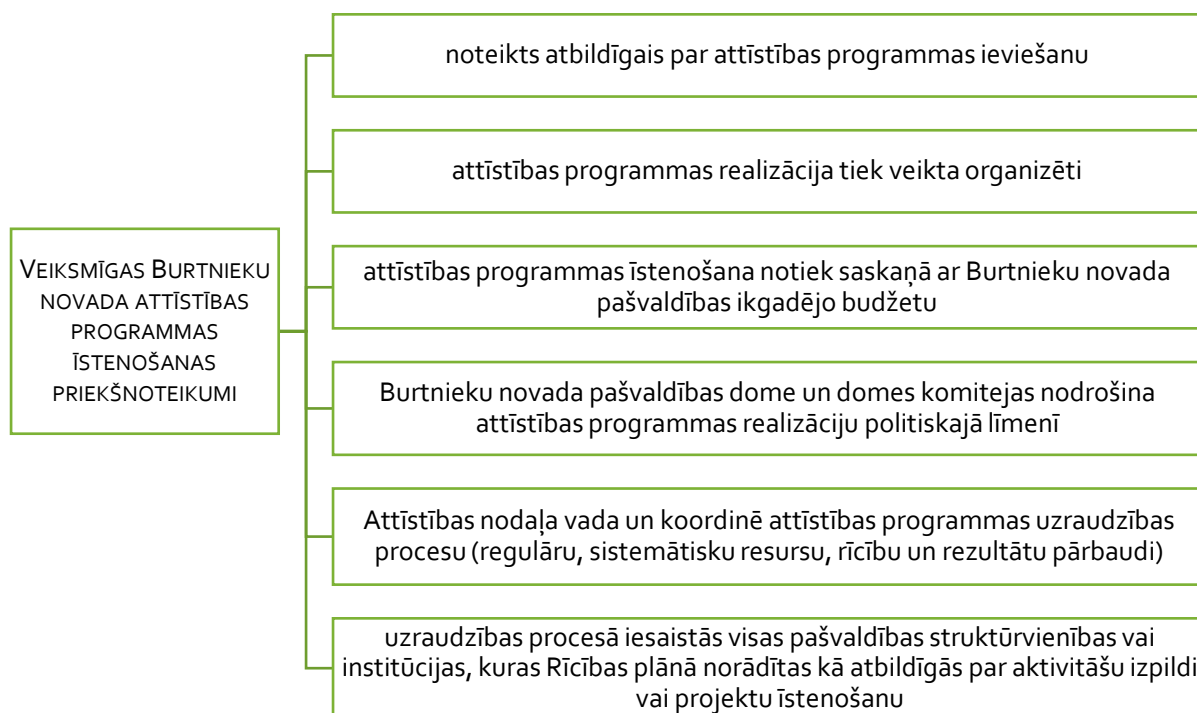 VEIKSMĪGAS BURTNIEKU
NOVADA ATTĪSTĪBAS
PROGRAMMAS
ĪSTENOŠANAS
PRIEKŠNOTEIKUMI
noteikts atbildīgais par attīstības programmas ieviešanu
attīstības programmas realizācija tiek veikta organizēti
attīstības programmas īstenošana notiek saskaņā ar Burtnieku novada
pašvaldības ikgadējo budžetu
Burtnieku novada pašvaldības dome un domes komitejas nodrošina
attīstības programmas realizāciju politiskajā līmenī
Attīstības nodaļa vada un koordinē attīstības programmas uzraudzības
procesu (regulāru, sistemātisku resursu, rīcību un rezultātu pārbaudi)
uzraudzības procesā iesaistās visas pašvaldības struktūrvienības vai
institūcijas, kuras Rīcības plānā norādītas kā atbildīgās par aktivitāšu izpildi
vai projektu īstenošanu